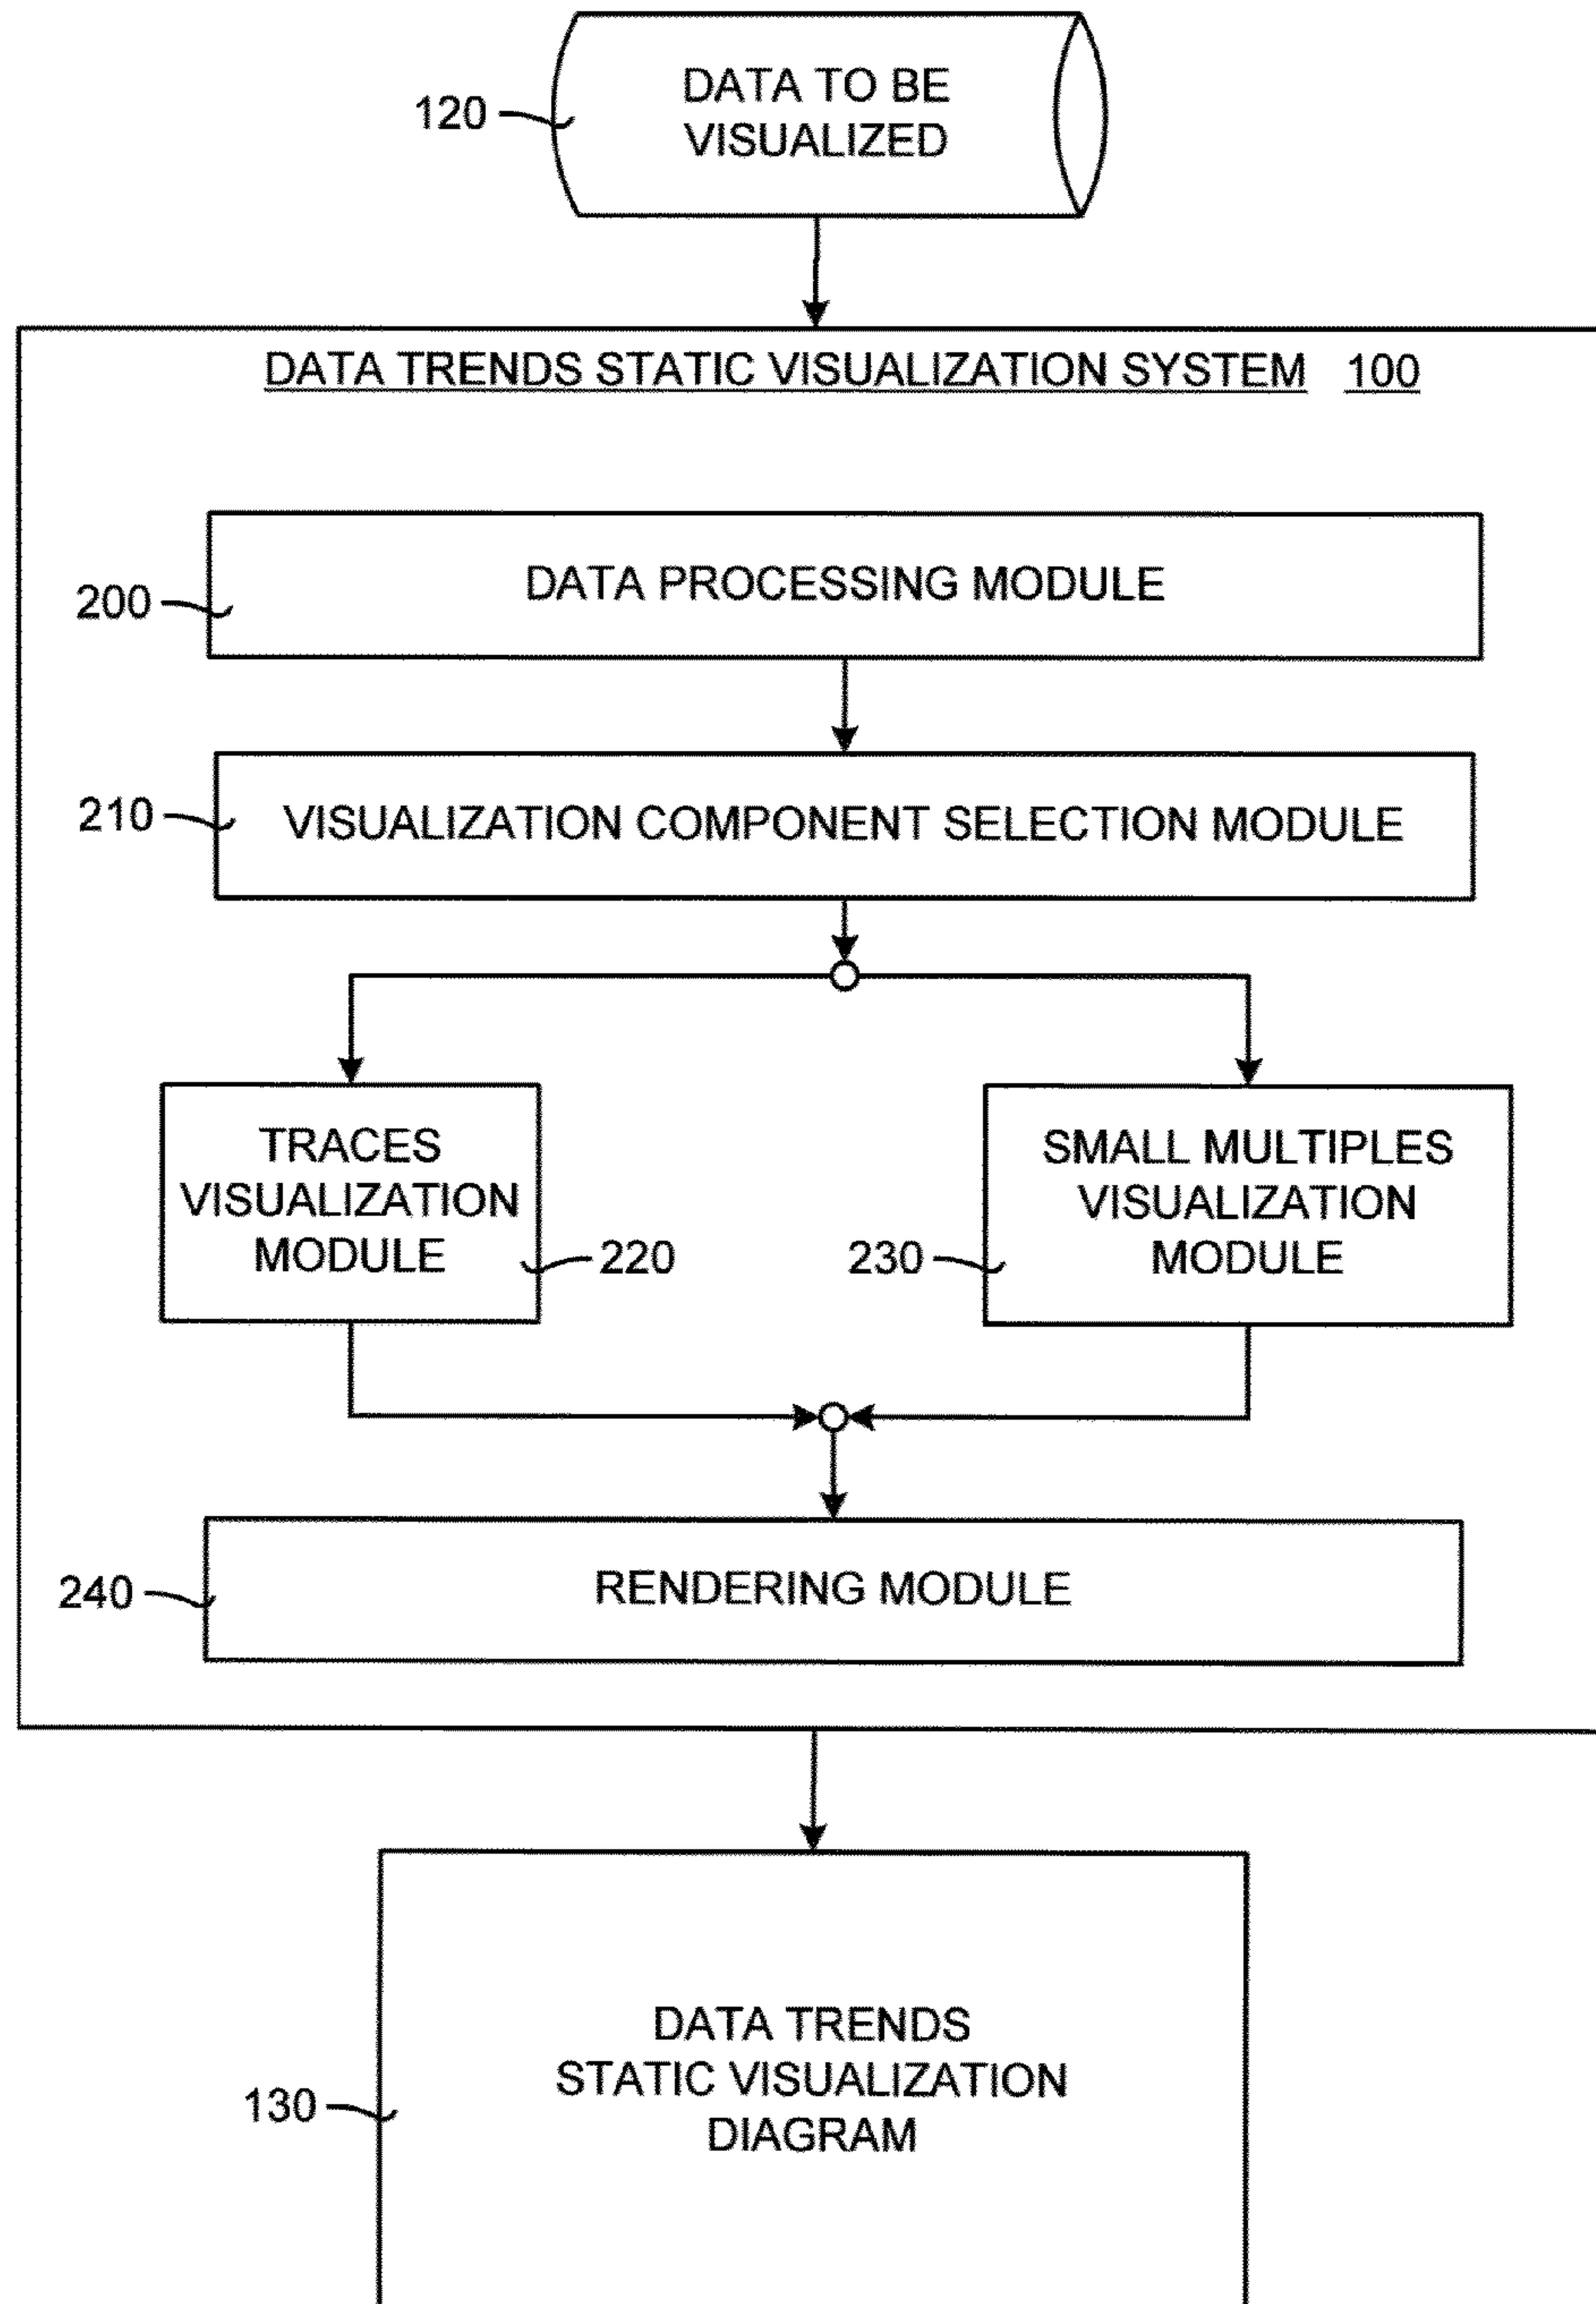 DATA TO BE
VISUALIZED
120
DATA TRENDS STATIC VISUALIZATION SYSTEM 100
DATA PROCESSING MODULE
200
VISUALIZATION COMPONENT SELECTION MODULE
210
TRACES
VISUALIZATION
MODULE
220
SMALL MULTIPLES
VISUALIZATION
MODULE
230
RENDERING MODULE
240
DATA TRENDS
STATIC VISUALIZATION
DIAGRAM
130